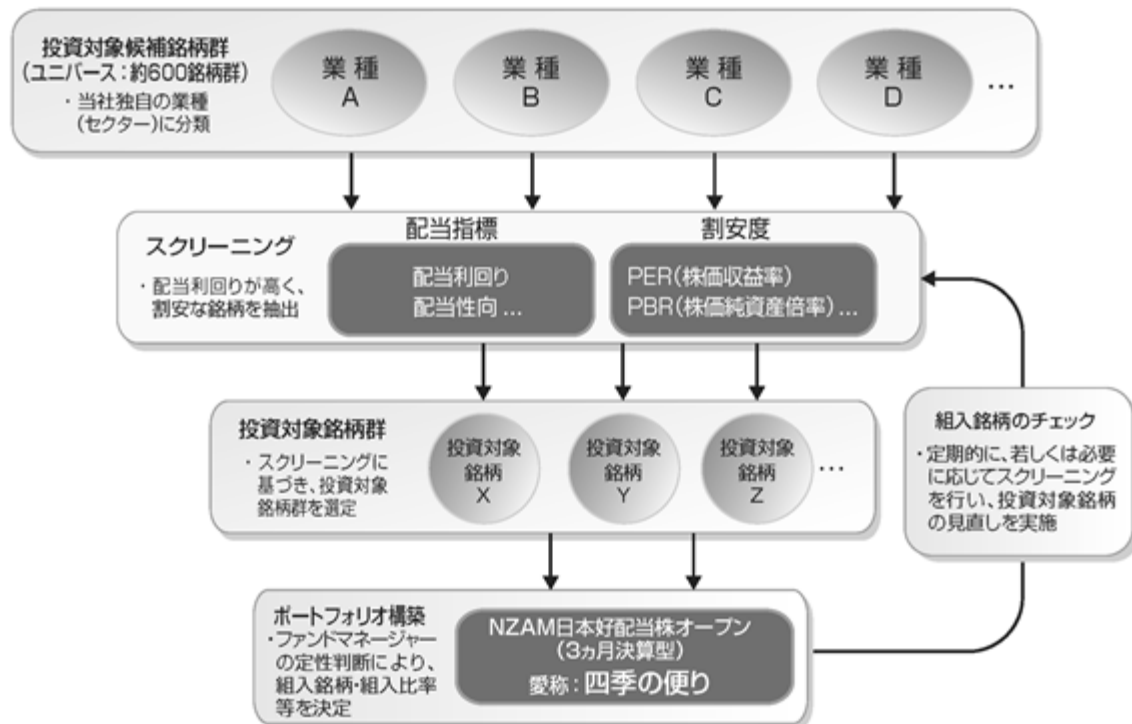 投資対象候補銘柄群
(ユニバース:約600銘柄群)
・当社独自の業種
(セクター)に分類
業種
A
業種
B
業種
C
業種
D
…
スクリーニング
・配当利回りが高く、
割安な銘柄を抽出
配当指標
配当利回り
配当性向…
割安度
PER(株価収益率)
PBR(株価純資産倍率)…
投資対象銘柄群
・スクリーニングに
基づき、投資対象
銘柄群を選定
投資対象
銘柄
X
投資対象
銘柄
Y
投資対象
銘柄
Z
…
組入銘柄のチェック
・定期的に、若しくは必要
に応じてスクリーニング
を行い、投資対象銘柄
の見直しを実施
ポートフォリオ構築
・ファンドマネージャー
の定性判断により、
組入銘柄・組入比率
等を決定
NZAM日本好配当株オープン
(3ヵ月決算型)
愛称:四季の便り